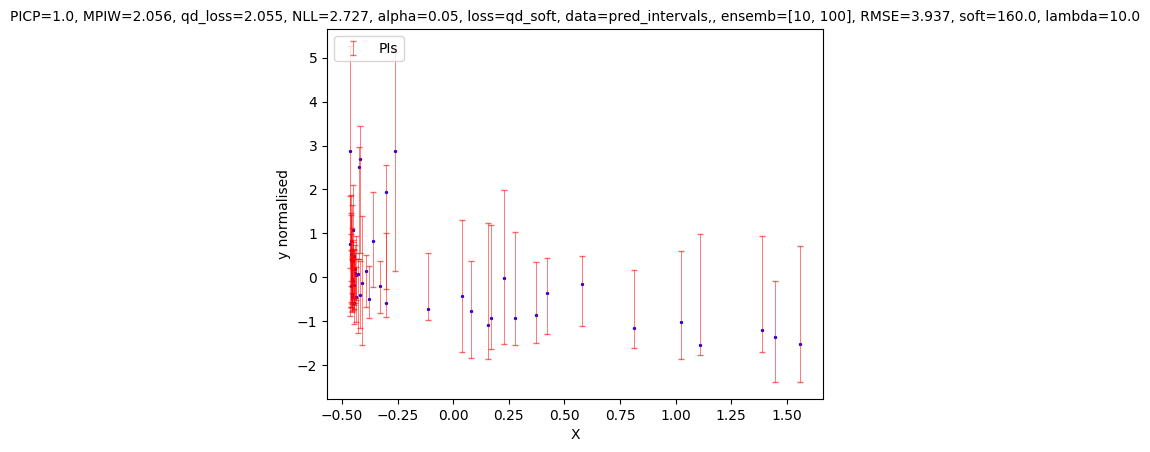 PICP=1.0, MPIW=2.056, qd_loss=2.055, NLL=2.727, alpha=0.05, loss=qd_soft, data=pred_intervals,, ensemb=[10, 100], RMSE=3.937, soft=160.0, lambda=10.0
PIs
5
4
3
2
1
0
−1
−2
y normalised
−0.50 −0.25 0.00 0.25 0.50 0.75 1.00 1.25 1.50
X